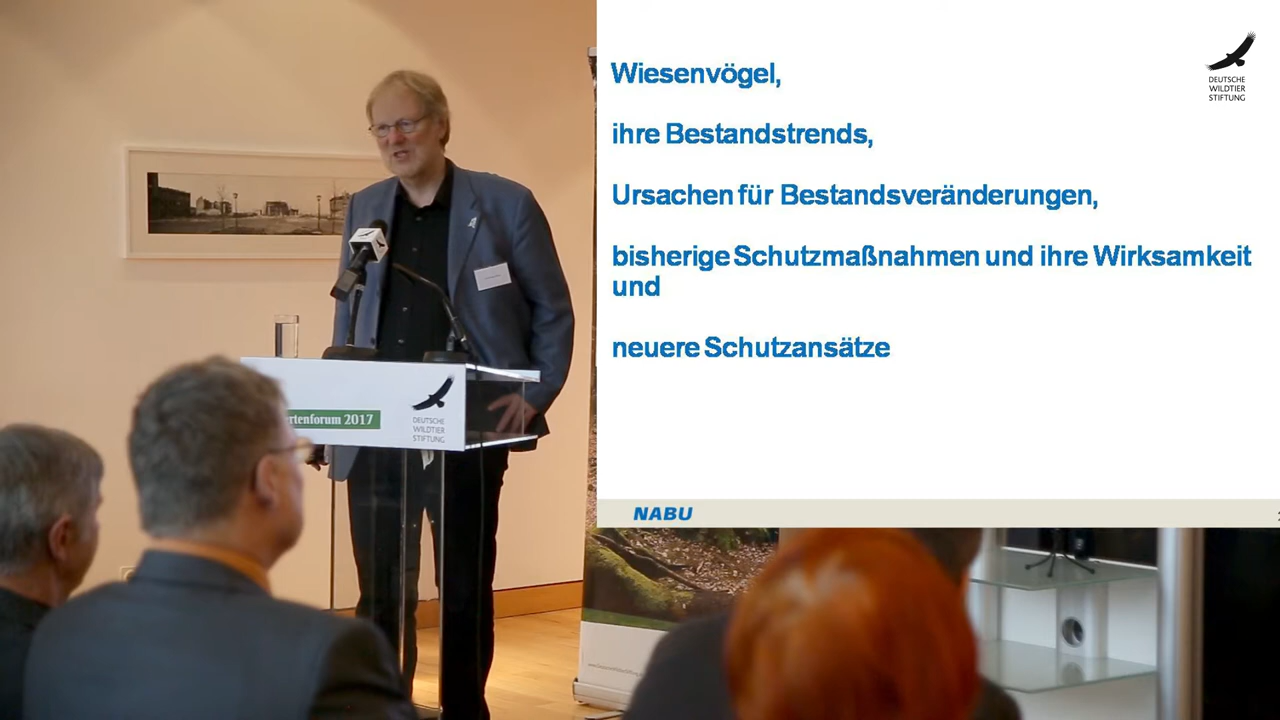 Wiesenvögel,
ihre Bestandstrends,
Ursachen für Bestandsveränderungen,
bisherige Schutzmaßnahmen und ihre Wirksamkeit
und
neuere Schutzansätze
DEUTSCHE
WILDTIER
STIFTUNG
NABU
rtenforum 2017
DEUTSCHE
WILDTIER
STIFTUNG